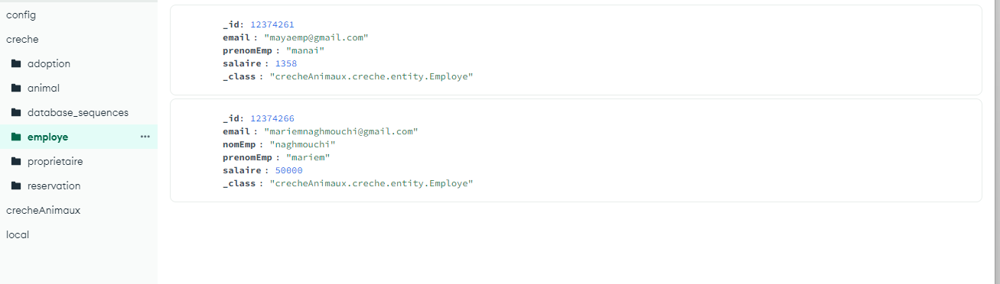 config
creche
adoption
animal
database_sequences
employe ...
proprietaire
reservation
crecheAnimaux
local
_id: 12374261
email : "mayaemp@gmail.com"
prenomEmp : "manai"
salaire : 1358
_class : "crecheAnimaux.creche.entity.Employe"
_id: 12374266
email : "mariemnaghmouchi@gmail.com"
nomEmp : "naghmouchi"
prenomEmp : "mariem"
salaire : 50000
_class : "crecheAnimaux.creche.entity.Employe"